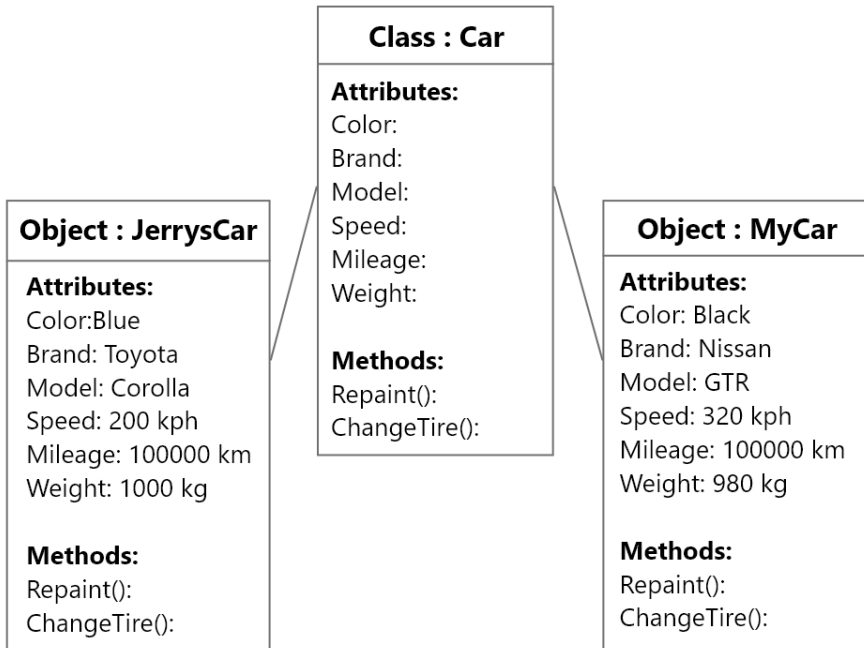 Class : Car
Attributes:
Color:
Brand:
Model:
Speed:
Mileage:
Weight:
Methods:
Repaint():
ChangeTire():
Object : JerrysCar
Attributes:
Color:Blue
Brand: Toyota
Model: Corolla
Speed: 200 kph
Mileage: 100000 km
Weight: 1000 kg
Methods:
Repaint():
ChangeTire():
Object : MyCar
Attributes:
Color: Black
Brand: Nissan
Model: GTR
Speed: 320 kph
Mileage: 100000 km
Weight: 980 kg
Methods:
Repaint():
ChangeTire():